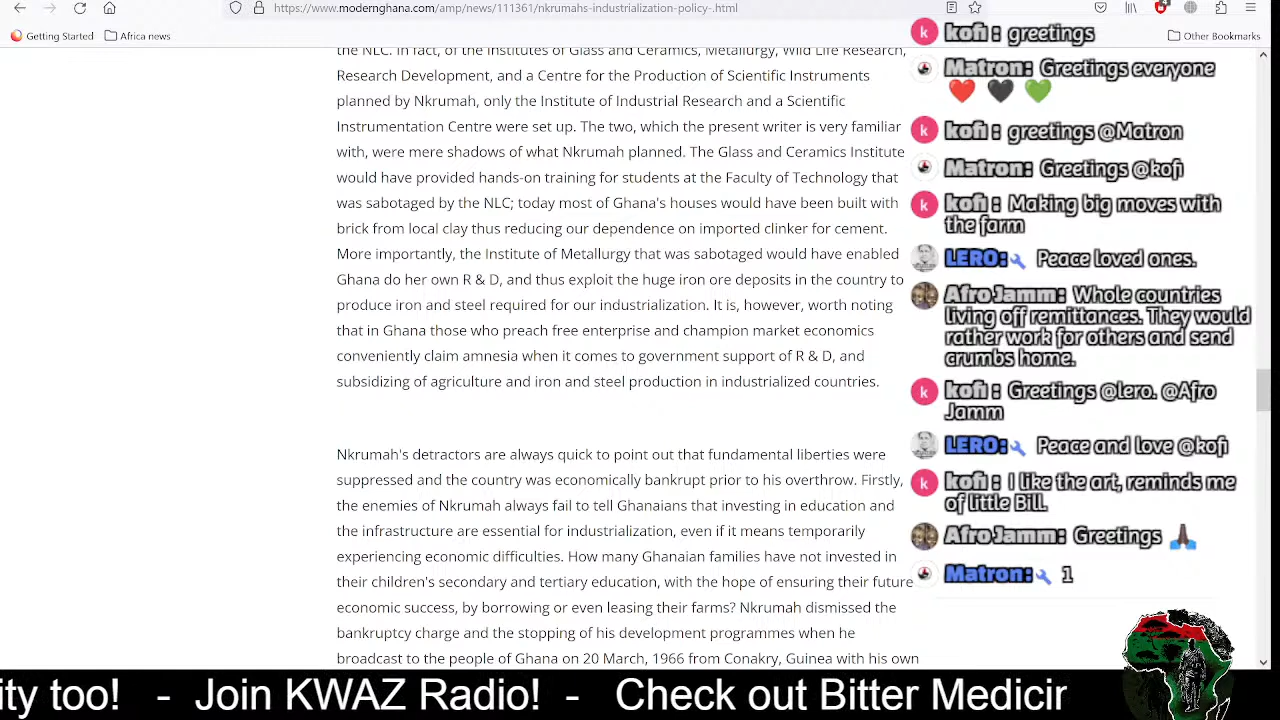 https://www.modernghana.com/amp/news/111361/nkrumahs-industrialization-policy-.html
4
Getting Started
Africa news
Other Bookmarks
the NLC. In fact, of the Institutes of Glass and Ceramics, Metallurgy, Wild Life Research,
Research Development, and a Centre for the Production of Scientific Instruments
planned by Nkrumah, only the Institute of Industrial Research and a Scientific
Instrumentation Centre were set up. The two, which the present writer is very familiar
with, were mere shadows of what Nkrumah planned. The Glass and Ceramics Institute
would have provided hands-on training for students at the Faculty of Technology that
was sabotaged by the NLC; today most of Ghana's houses would have been built with
brick from local clay thus reducing our dependence on imported clinker for cement.
More importantly, the Institute of Metallurgy that was sabotaged would have enabled
Ghana do her own R & D, and thus exploit the huge iron ore deposits in the country to
produce iron and steel required for our industrialization. It is, however, worth noting
that in Ghana those who preach free enterprise and champion market economics
conveniently claim amnesia when it comes to government support of R & D, and
subsidizing of agriculture and iron and steel production in industrialized countries.
Nkrumah's detractors are always quick to point out that fundamental liberties were
suppressed and the country was economically bankrupt prior to his overthrow. Firstly,
the enemies of Nkrumah always fail to tell Ghanaians that investing in education and
the infrastructure are essential for industrialization, even if it means temporarily
experiencing economic difficulties. How many Ghanaian families have not invested in
their children's secondary and tertiary education, with the hope of ensuring their future
economic success, by borrowing or even leasing their farms? Nkrumah dismissed the
bankruptcy charge and the stopping of his development programmes when he
broadcast to the people of Ghana on 20 March, 1966 from Conakry, Guinea with his own
k kofi : greetings
Matron: Greetings everyone
❤️ 🖤 💚
k kofi : greetings @Matron
Matron: Greetings @kofi
k kofi : Making big moves with
the farm
LERO: Peace loved ones.
Afro Jamm: Whole countries
living off remittances. They would
rather work for others and send
crumbs home.
k kofi : Greetings @lero. @Afro
Jamm
LERO: Peace and love @kofi
k kofi : I like the art, reminds me
of little Bill.
Afro Jamm: Greetings 🙏🏿
Matron: 1
ity too! - Join KWAZ Radio! - Check out Bitter Medicir